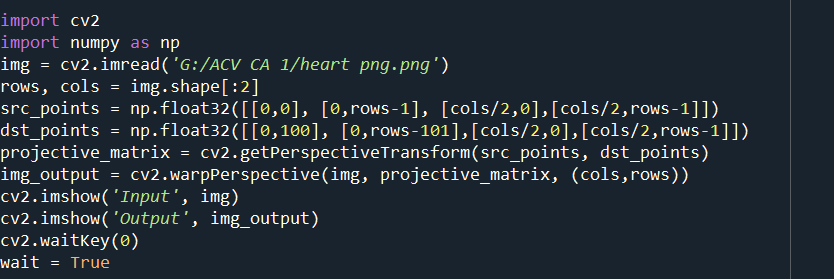 import cv2
import numpy as np
img = cv2.imread('G:/ACV CA 1/heart png.png')
rows, cols = img.shape[:2]
src_points = np.float32([[0,0], [0,rows-1], [cols/2,0],[cols/2,rows-1]])
dst_points = np.float32([[0,100], [0,rows-101],[cols/2,0],[cols/2,rows-1]])
projective_matrix = cv2.getPerspectiveTransform(src_points, dst_points)
img_output = cv2.warpPerspective(img, projective_matrix, (cols,rows))
cv2.imshow('Input', img)
cv2.imshow('Output', img_output)
cv2.waitKey(0)
wait = True